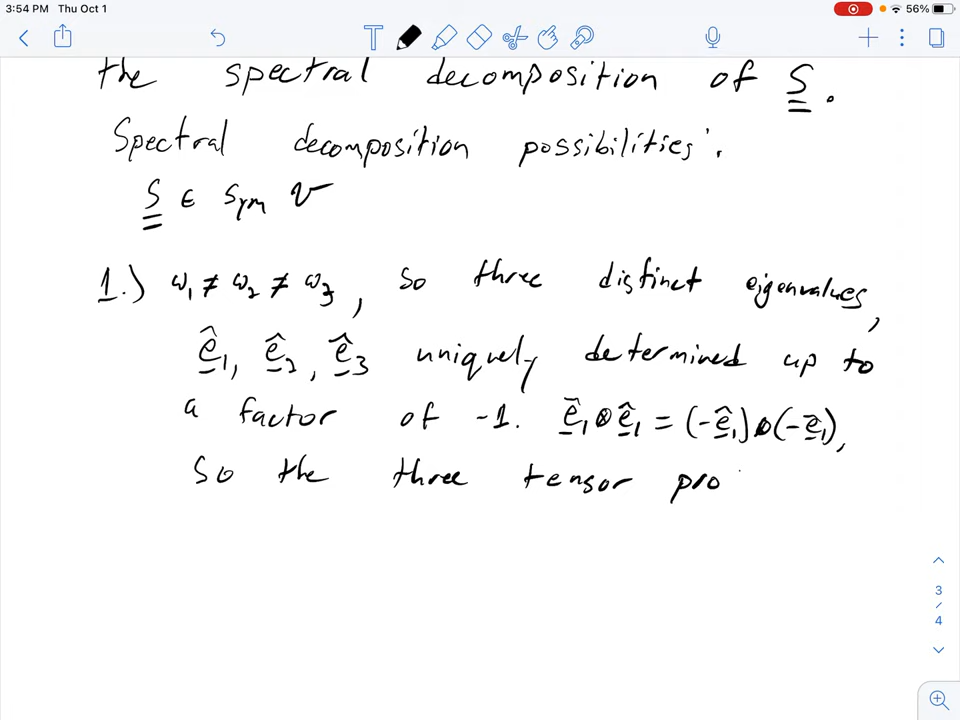 3:54 PM Thu Oct 1
56%
T
the spectral decomposition of S.
Spectral decomposition possibilities:
S ∈ Sym V
1.) ω₁ ≠ ω₂ ≠ ω₃, so three distinct eigenvalues,
ê₁, ê₂, ê₃ uniquely determined up to
a factor of -1. ê₁⊗ê₁ = (-ê₁)⊗(-ê₁),
so the three tensor pro
3
/
4